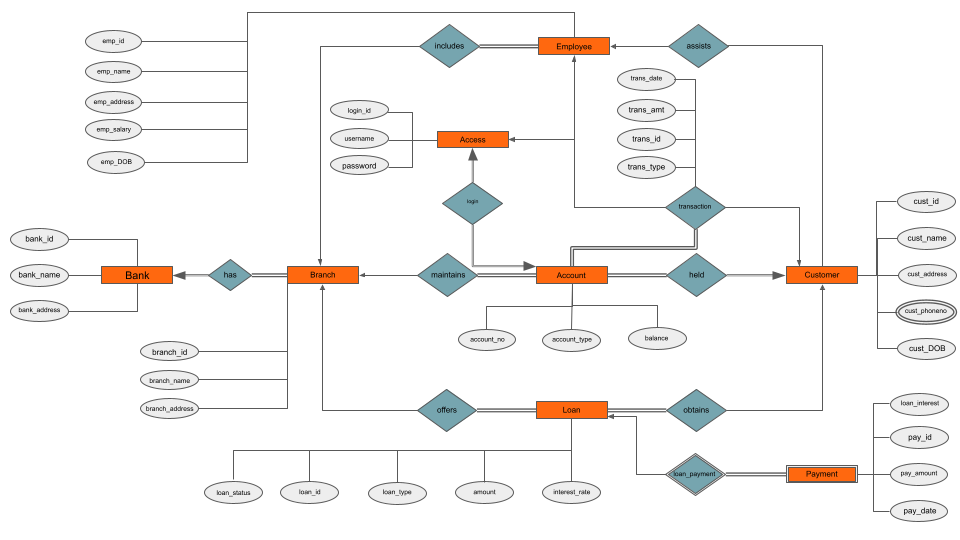 emp_id
emp_name
emp_address
emp_salary
emp_DOB
includes
Employee
assists
login_id
username
password
Access
trans_date
trans_amt
trans_id
trans_type
login
transaction
cust_id
cust_name
cust_address
cust_phoneno
cust_DOB
bank_id
bank_name
bank_address
Bank
has
Branch
maintains
Account
held
Customer
account_no
account_type
balance
branch_id
branch_name
branch_address
offers
Loan
obtains
loan_interest
pay_id
pay_amount
pay_date
loan_payment
Payment
loan_status
loan_id
loan_type
amount
interest_rate